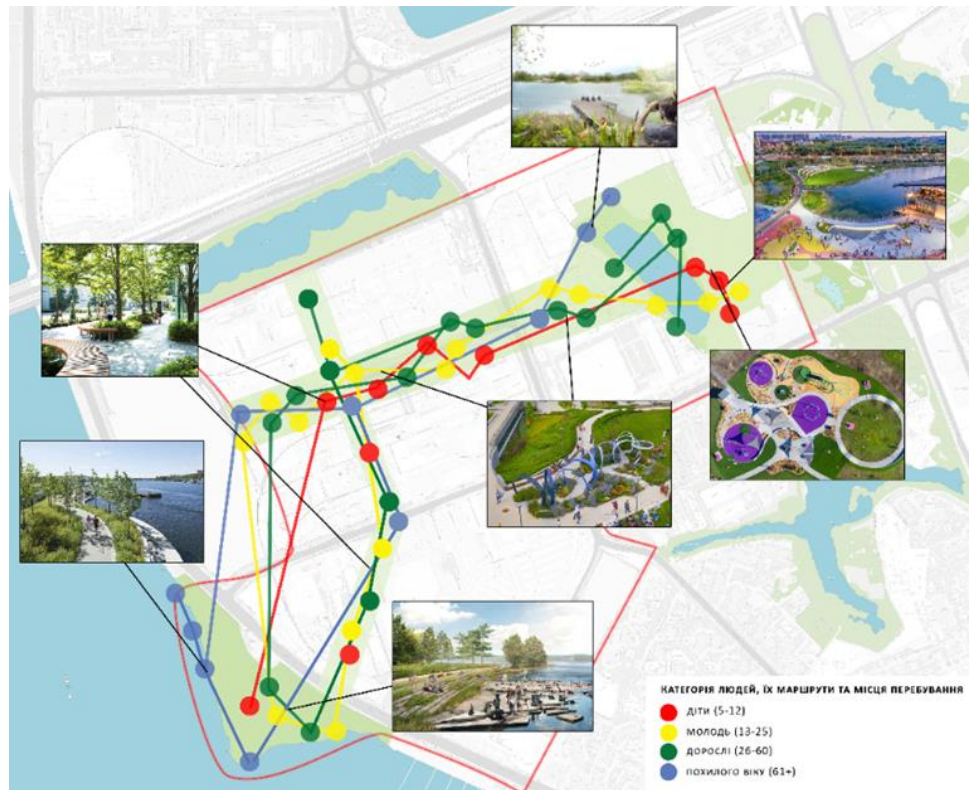 КАТЕГОРІЯ ЛЮДЕЙ, ЇХ МАРШРУТИ ТА МІСЦЯ ПЕРЕБУВАННЯ
ДІТИ (5-12)
МОЛОДЬ (13-25)
ДОРОСЛІ (26-60)
ПОХИЛОГО ВІКУ (61+)